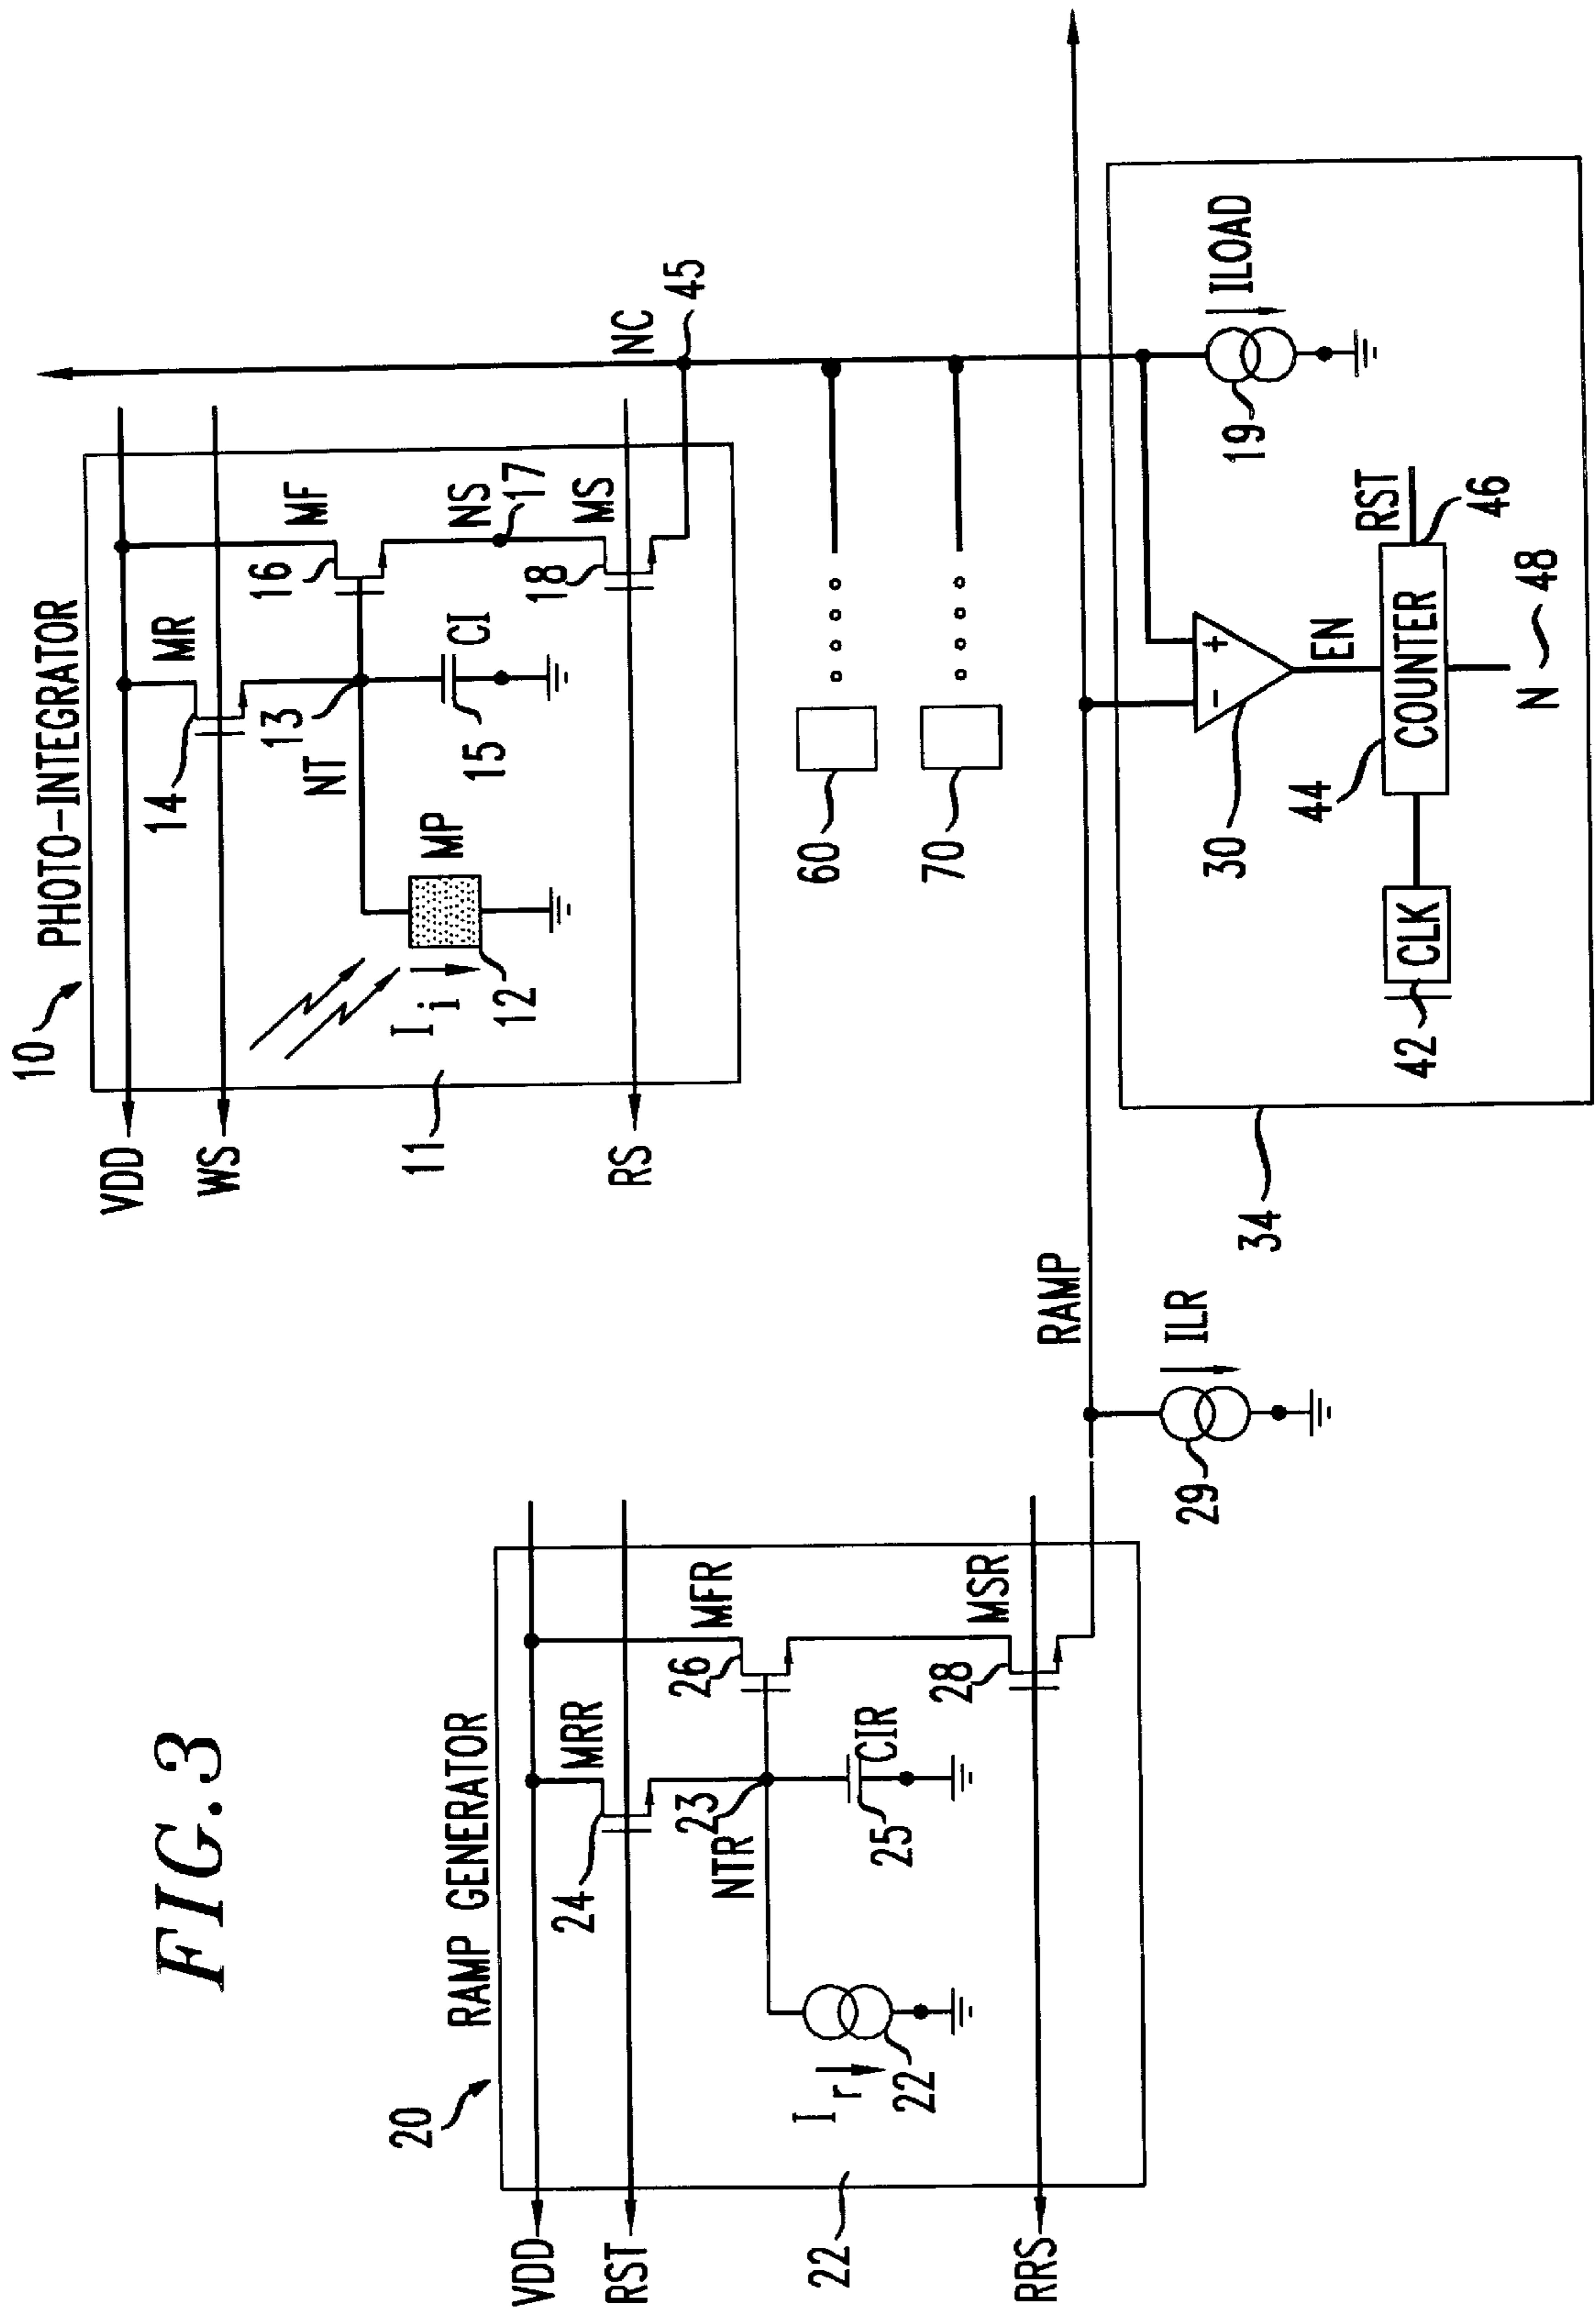 FIG.3
10
PHOTO-INTEGRATOR
VDD
WS
11
RS
MR
14
MF
16
13
NT
NS
17
MS
18
CI
15
MP
I i
12
NC
45
60
70
20
RAMP GENERATOR
VDD
RST
22
RRS
MRR
24
MFR
26
23
NTR
MSR
28
CIR
25
I r
22
RAMP
ILR
29
34
ILOAD
19
- +
30
EN
RST
46
44
COUNTER
CLK
42
N 48